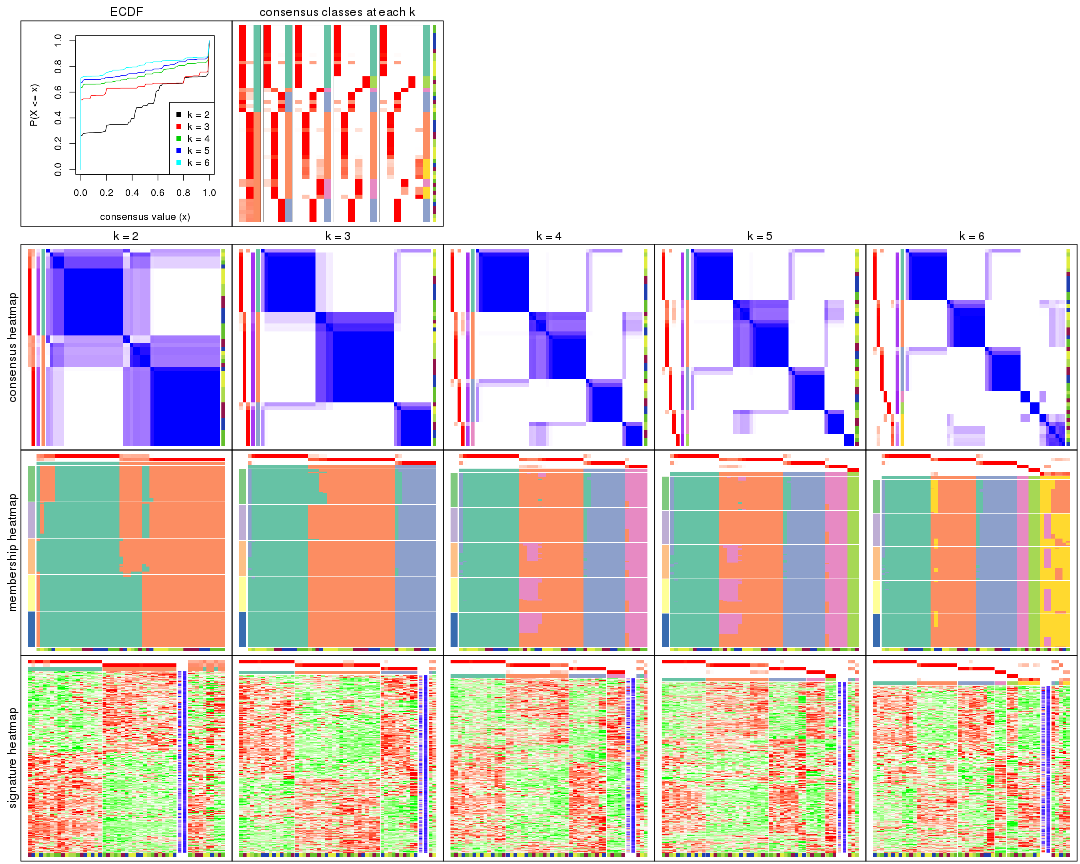 ECDF
consensus classes at each k
P(X <= x)
0.0 0.2 0.4 0.6 0.8 1.0
k = 2
k = 3
k = 4
k = 5
k = 6
0.0 0.2 0.4 0.6 0.8 1.0
consensus value (x)
k = 2 k = 3 k = 4 k = 5 k = 6
consensus heatmap
membership heatmap
signature heatmap